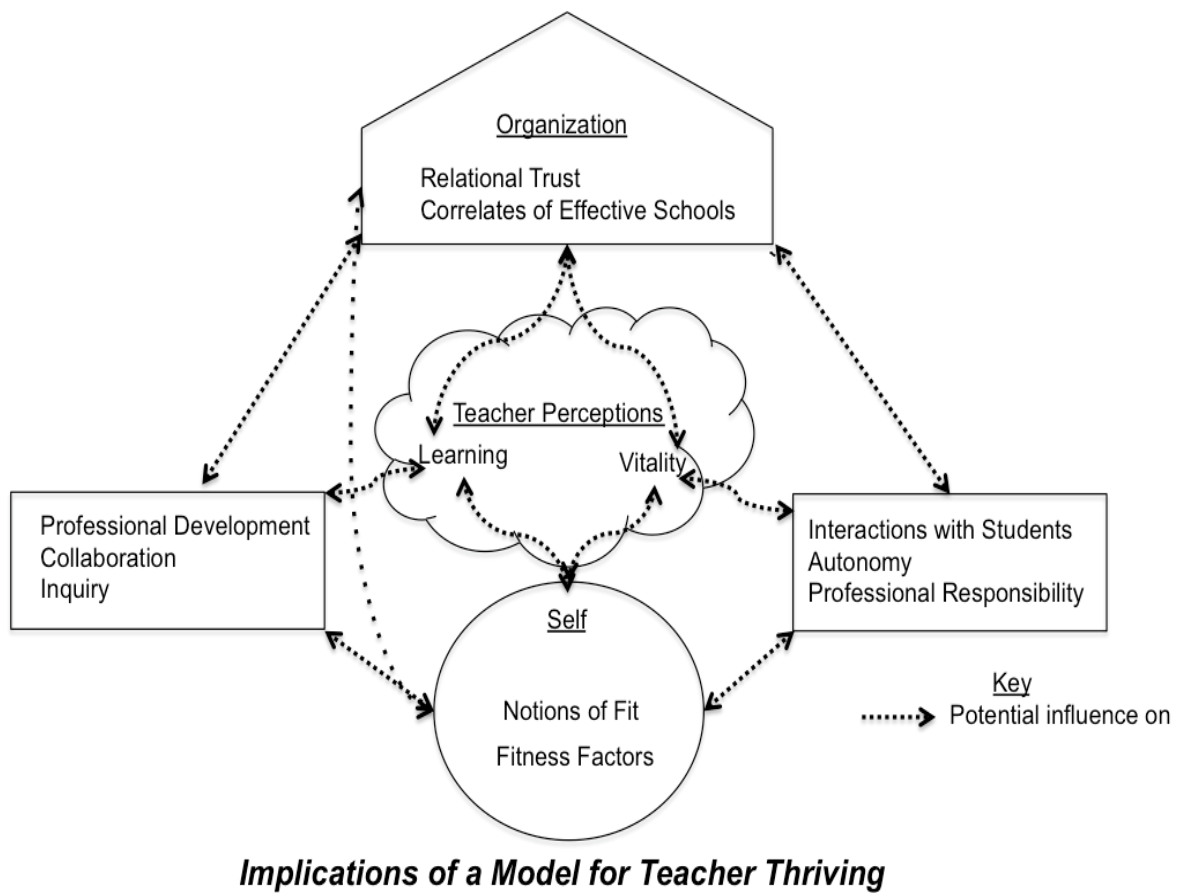 Organization
Relational Trust
Correlates of Effective Schools
Teacher Perceptions
Learning
Vitality
Professional Development
Collaboration
Inquiry
Interactions with Students
Autonomy
Professional Responsibility
Self
Notions of Fit
Fitness Factors
Key
Potential influence on
Implications of a Model for Teacher Thriving